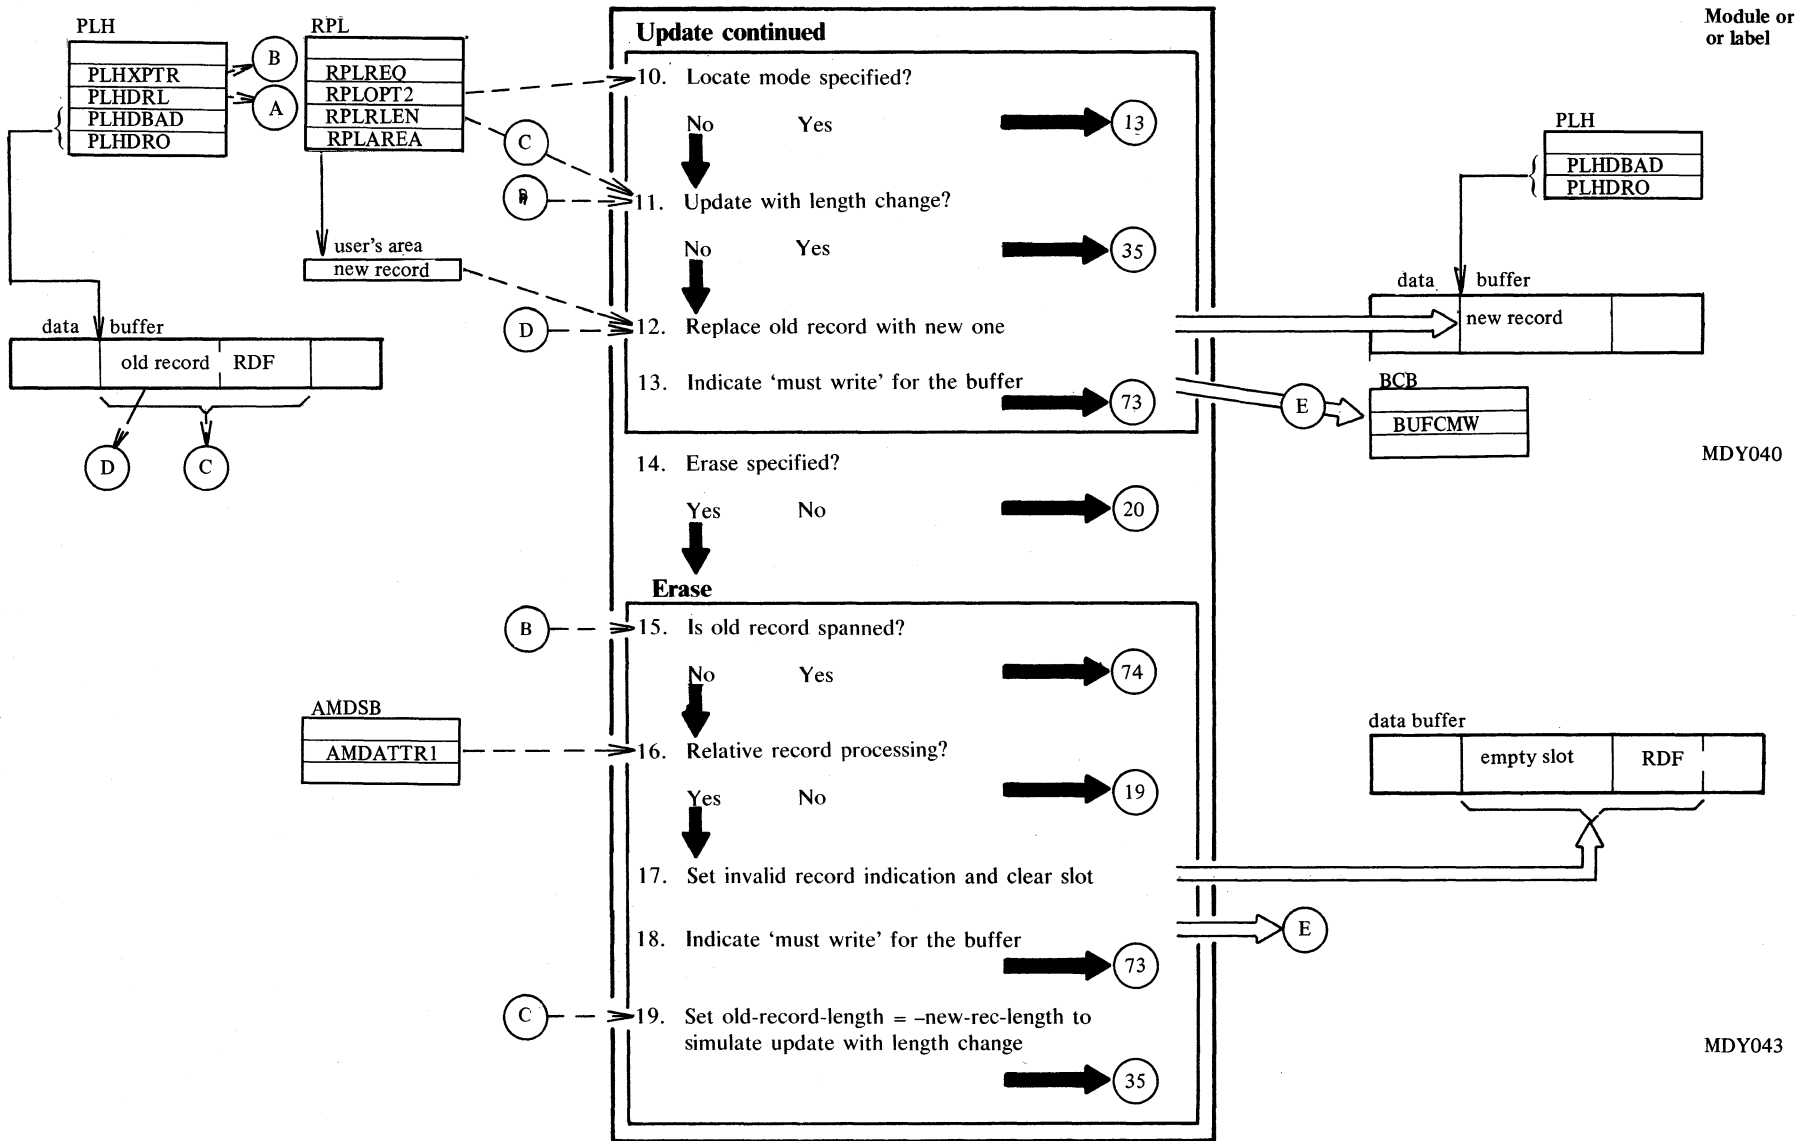 Module or
or label
PLH
PLHXPTR
PLHDRL
PLHDBAD
PLHDRO
B
A
RPL
RPLREQ
RPLOPT2
RPLRLEN
RPLAREA
user's area
new record
data buffer
old record RDF
D
C
C
D
Update continued
10. Locate mode specified?
No Yes
13
11. Update with length change?
No Yes
35
12. Replace old record with new one
13. Indicate 'must write' for the buffer
73
PLH
PLHDBAD
PLHDRO
data buffer
new record
E
BCB
BUFCMW
MDY040
14. Erase specified?
Yes No
20
Erase
B
15. Is old record spanned?
No Yes
74
AMDSB
AMDATTR1
16. Relative record processing?
Yes No
19
data buffer
empty slot RDF
17. Set invalid record indication and clear slot
18. Indicate 'must write' for the buffer
E
73
C
19. Set old-record-length = –new-rec-length to
simulate update with length change
35
MDY043